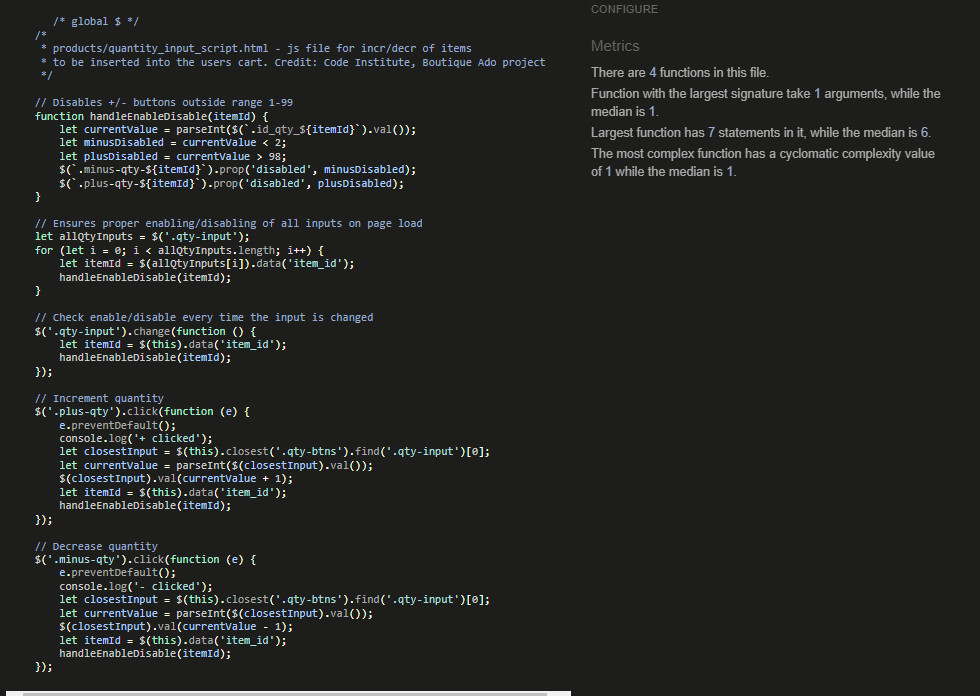 /* global $ */
/*
 * products/quantity_input_script.html - js file for incr/decr of items
 * to be inserted into the users cart. Credit: Code Institute, Boutique Ado project
 */

// Disables +/- buttons outside range 1-99
function handleEnableDisable(itemId) {
    let currentValue = parseInt($(`.id_qty_${itemId}`).val());
    let minusDisabled = currentValue < 2;
    let plusDisabled = currentValue > 98;
    $(`.minus-qty-${itemId}`).prop('disabled', minusDisabled);
    $(`.plus-qty-${itemId}`).prop('disabled', plusDisabled);
}

// Ensures proper enabling/disabling of all inputs on page load
let allQtyInputs = $('.qty-input');
for (let i = 0; i < allQtyInputs.length; i++) {
    let itemId = $(allQtyInputs[i]).data('item_id');
    handleEnableDisable(itemId);
}

// Check enable/disable every time the input is changed
$('.qty-input').change(function () {
    let itemId = $(this).data('item_id');
    handleEnableDisable(itemId);
});

// Increment quantity
$('.plus-qty').click(function (e) {
    e.preventDefault();
    console.log('+ clicked');
    let closestInput = $(this).closest('.qty-btns').find('.qty-input')[0];
    let currentValue = parseInt($(closestInput).val());
    $(closestInput).val(currentValue + 1);
    let itemId = $(this).data('item_id');
    handleEnableDisable(itemId);
});

// Decrease quantity
$('.minus-qty').click(function (e) {
    e.preventDefault();
    console.log('- clicked');
    let closestInput = $(this).closest('.qty-btns').find('.qty-input')[0];
    let currentValue = parseInt($(closestInput).val());
    $(closestInput).val(currentValue - 1);
    let itemId = $(this).data('item_id');
    handleEnableDisable(itemId);
});
CONFIGURE
Metrics
There are 4 functions in this file.
Function with the largest signature take 1 arguments, while the
median is 1.
Largest function has 7 statements in it, while the median is 6.
The most complex function has a cyclomatic complexity value
of 1 while the median is 1.